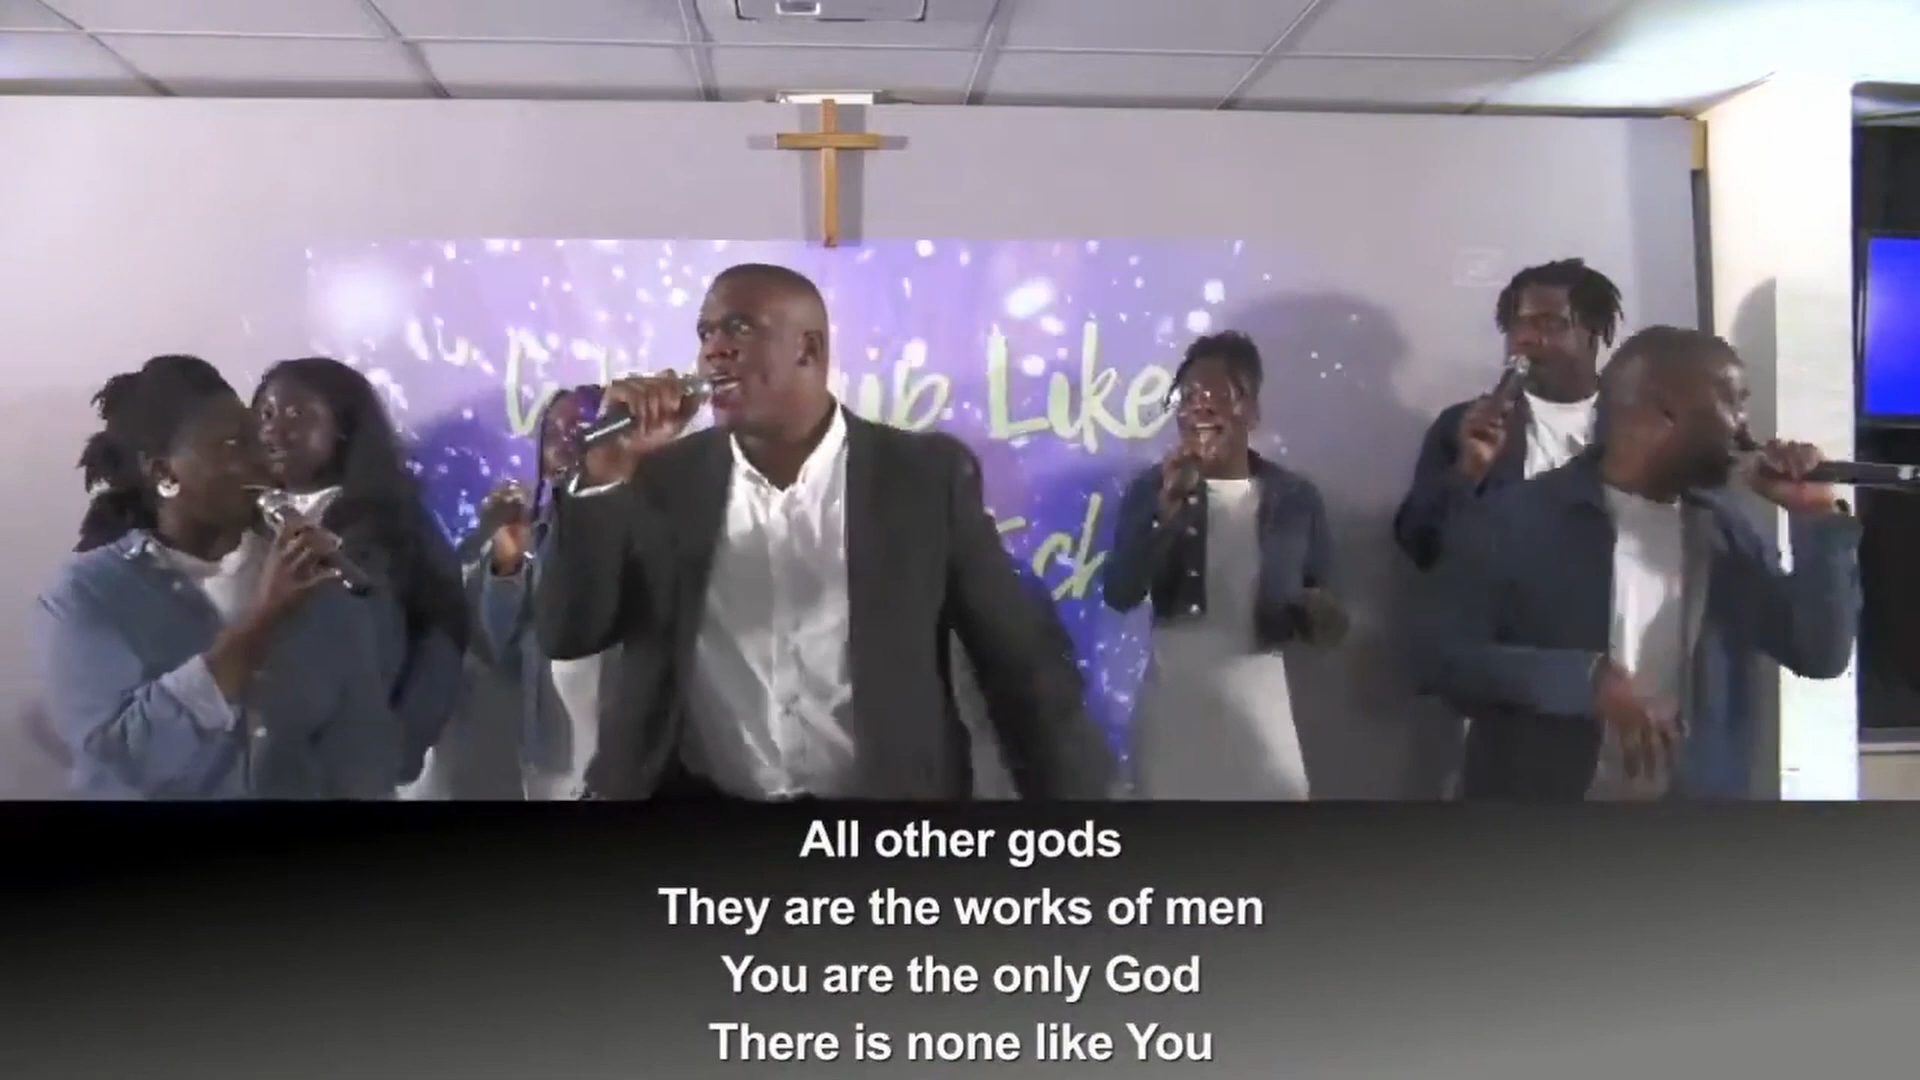 Like
All other gods
They are the works of men
You are the only God
There is none like You